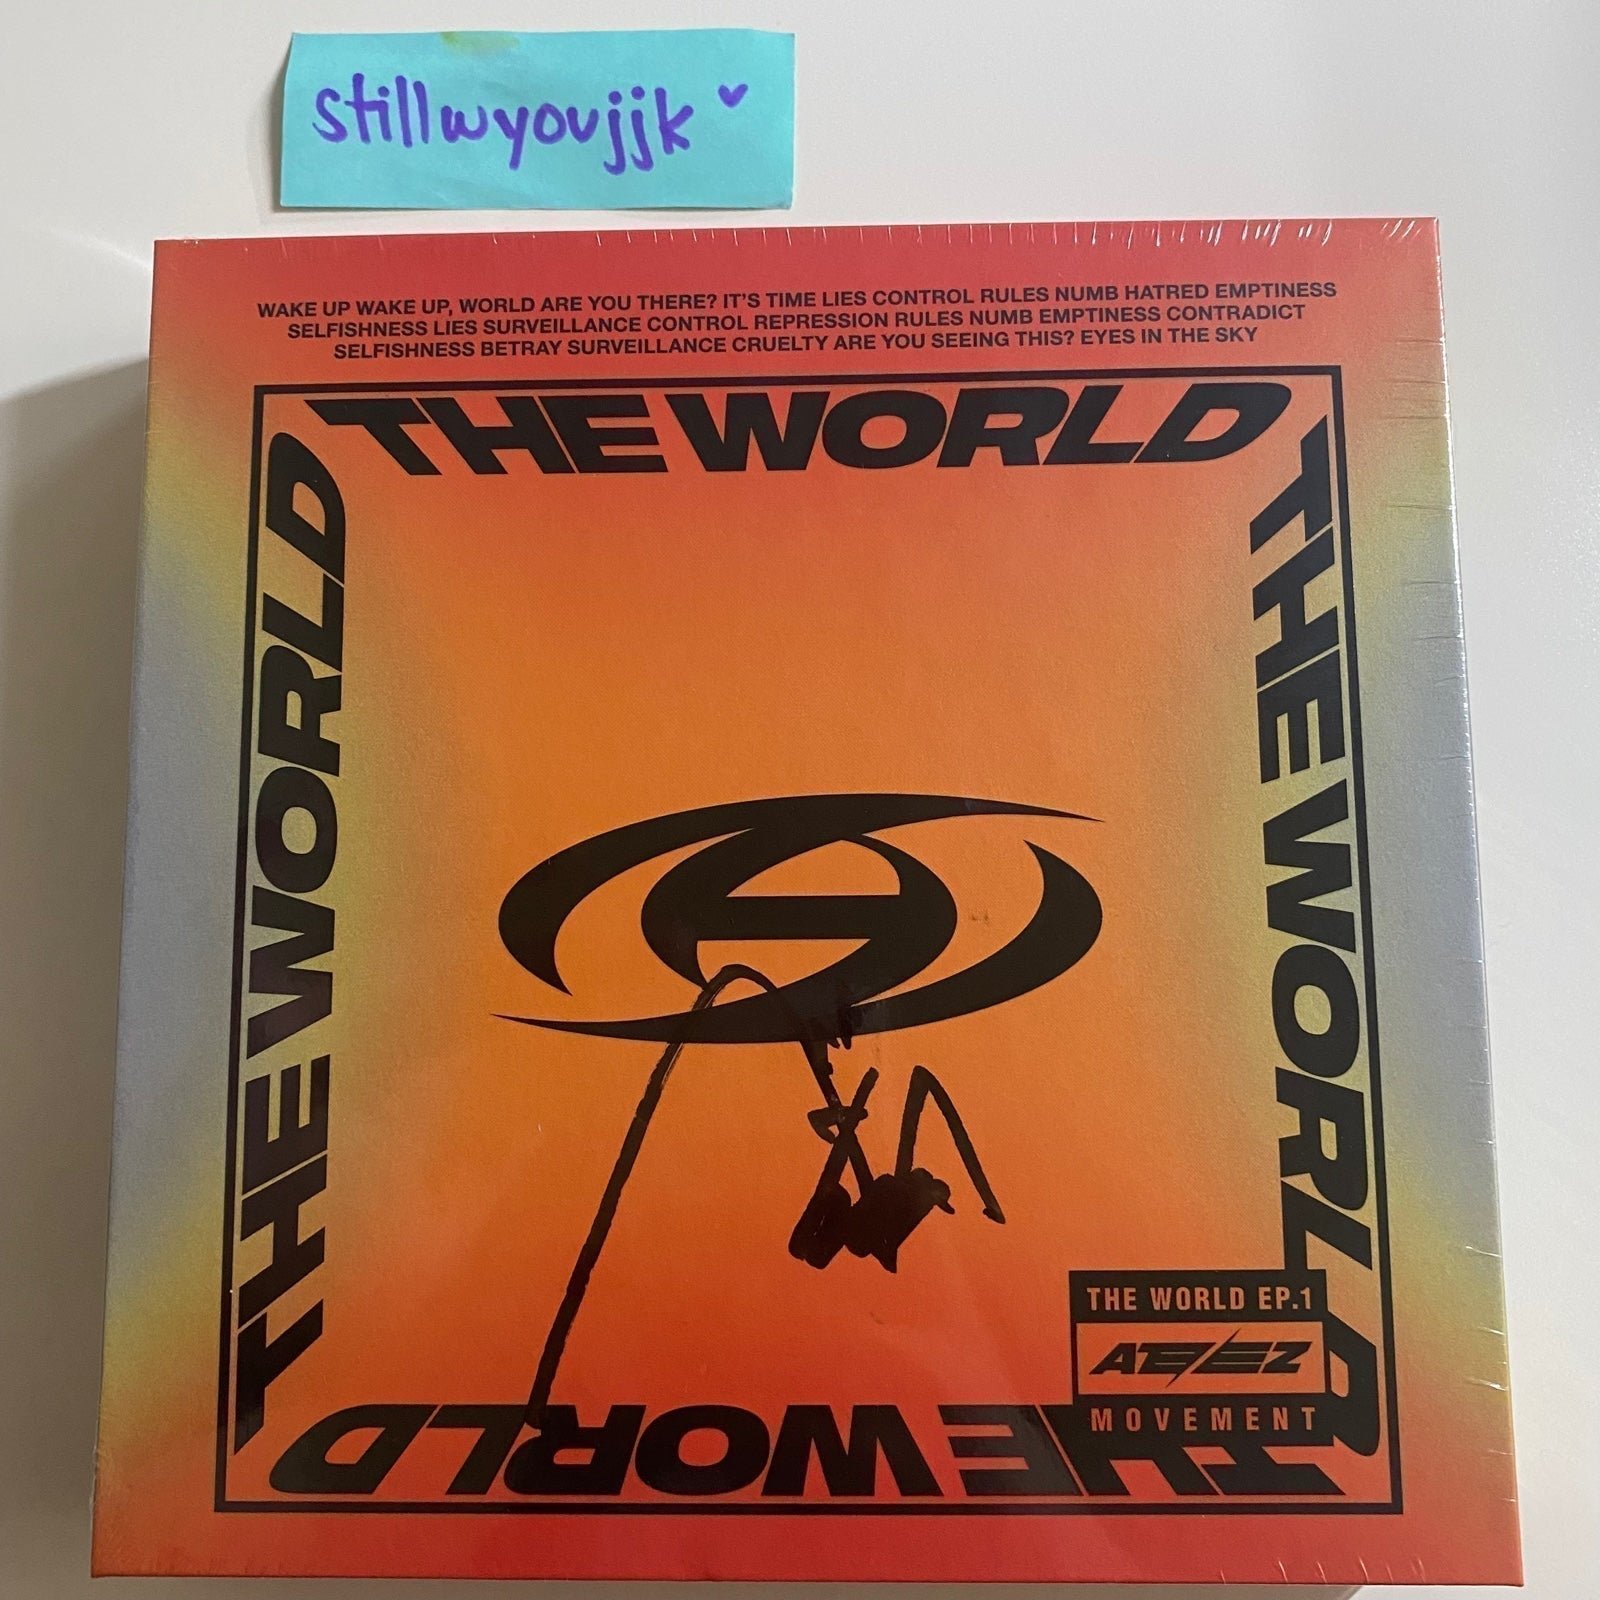 stillwyoujjk
WAKE UP WAKE UP, WORLD ARE YOU THERE? IT'S TIME LIES CONTROL RULES NUMB HATRED EMPTINESS
SELFISHNESS LIES SURVEILLANCE CONTROL REPRESSION RULES NUMB EMPTINESS CONTRADICT
SELFISHNESS BETRAY SURVEILLANCE CRUELTY ARE YOU SEEING THIS? EYES IN THE SKY
THE WORLD
THE WORLD
THE WORLD
THE WORLD
THE WORLD EP.1
ATEEZ
MOVEMENT